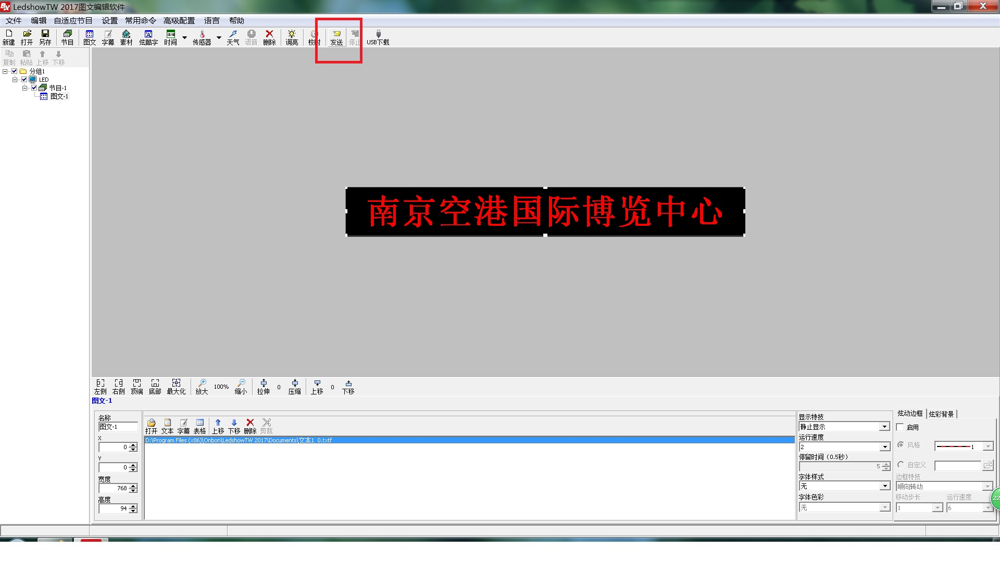 LedshowTW 2017图文编辑软件
文件 编辑 自适应节目 设置 常用命令 高级配置 语言 帮助
新建 打开 另存 节目 图文 字幕 素材 炫酷字 时间 传感器 天气 语音 删除 调亮 校时 发送 停止 USB下载
复制 粘贴 上移 下移
分组1
LED
节目-1
图文-1
南京空港国际博览中心
左侧 右侧 顶端 底部 最大化 放大 100% 缩小 拉伸 0 压缩 上移 0 下移
图文-1
名称
图文-1
X
0
Y
0
宽度
768
高度
94
打开 文本 字幕 表格 上移 下移 删除 剪裁
D:\Program Files (x86)\Onbon\LedshowTW 2017\Documents\文本1_0.txtf
显示特技
静止显示
运行速度
2
停留时间（0.5秒）
5
字体样式
无
字体色彩
无
炫动边框 炫彩背景
启用
风格 1
自定义
边框特技
顺向转动
移动步长 运行速度
1 6
22